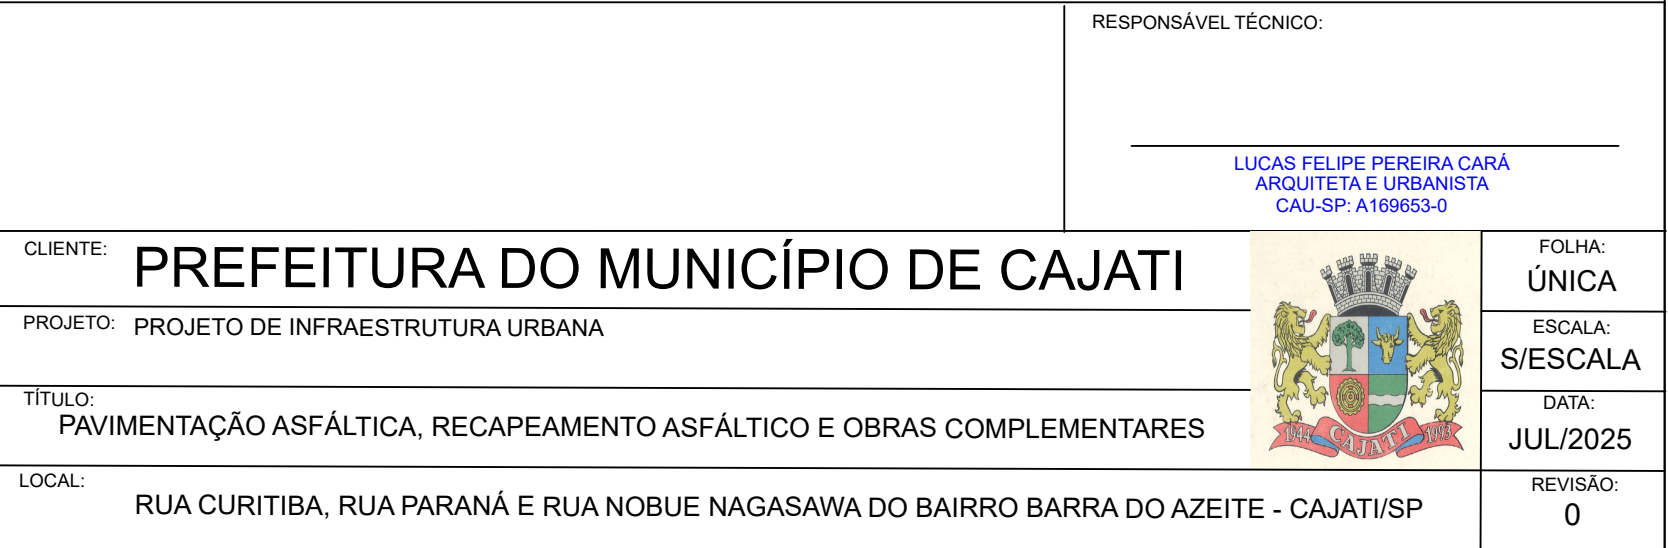 RESPONSÁVEL TÉCNICO:
LUCAS FELIPE PEREIRA CARÁ
ARQUITETA E URBANISTA
CAU-SP: A169653-0
CLIENTE:
PREFEITURA DO MUNICÍPIO DE CAJATI
FOLHA:
ÚNICA
PROJETO:
PROJETO DE INFRAESTRUTURA URBANA
ESCALA:
S/ESCALA
TÍTULO:
PAVIMENTAÇÃO ASFÁLTICA, RECAPEAMENTO ASFÁLTICO E OBRAS COMPLEMENTARES
1944 CAJATI 1993
DATA:
JUL/2025
LOCAL:
RUA CURITIBA, RUA PARANÁ E RUA NOBUE NAGASAWA DO BAIRRO BARRA DO AZEITE - CAJATI/SP
REVISÃO:
0